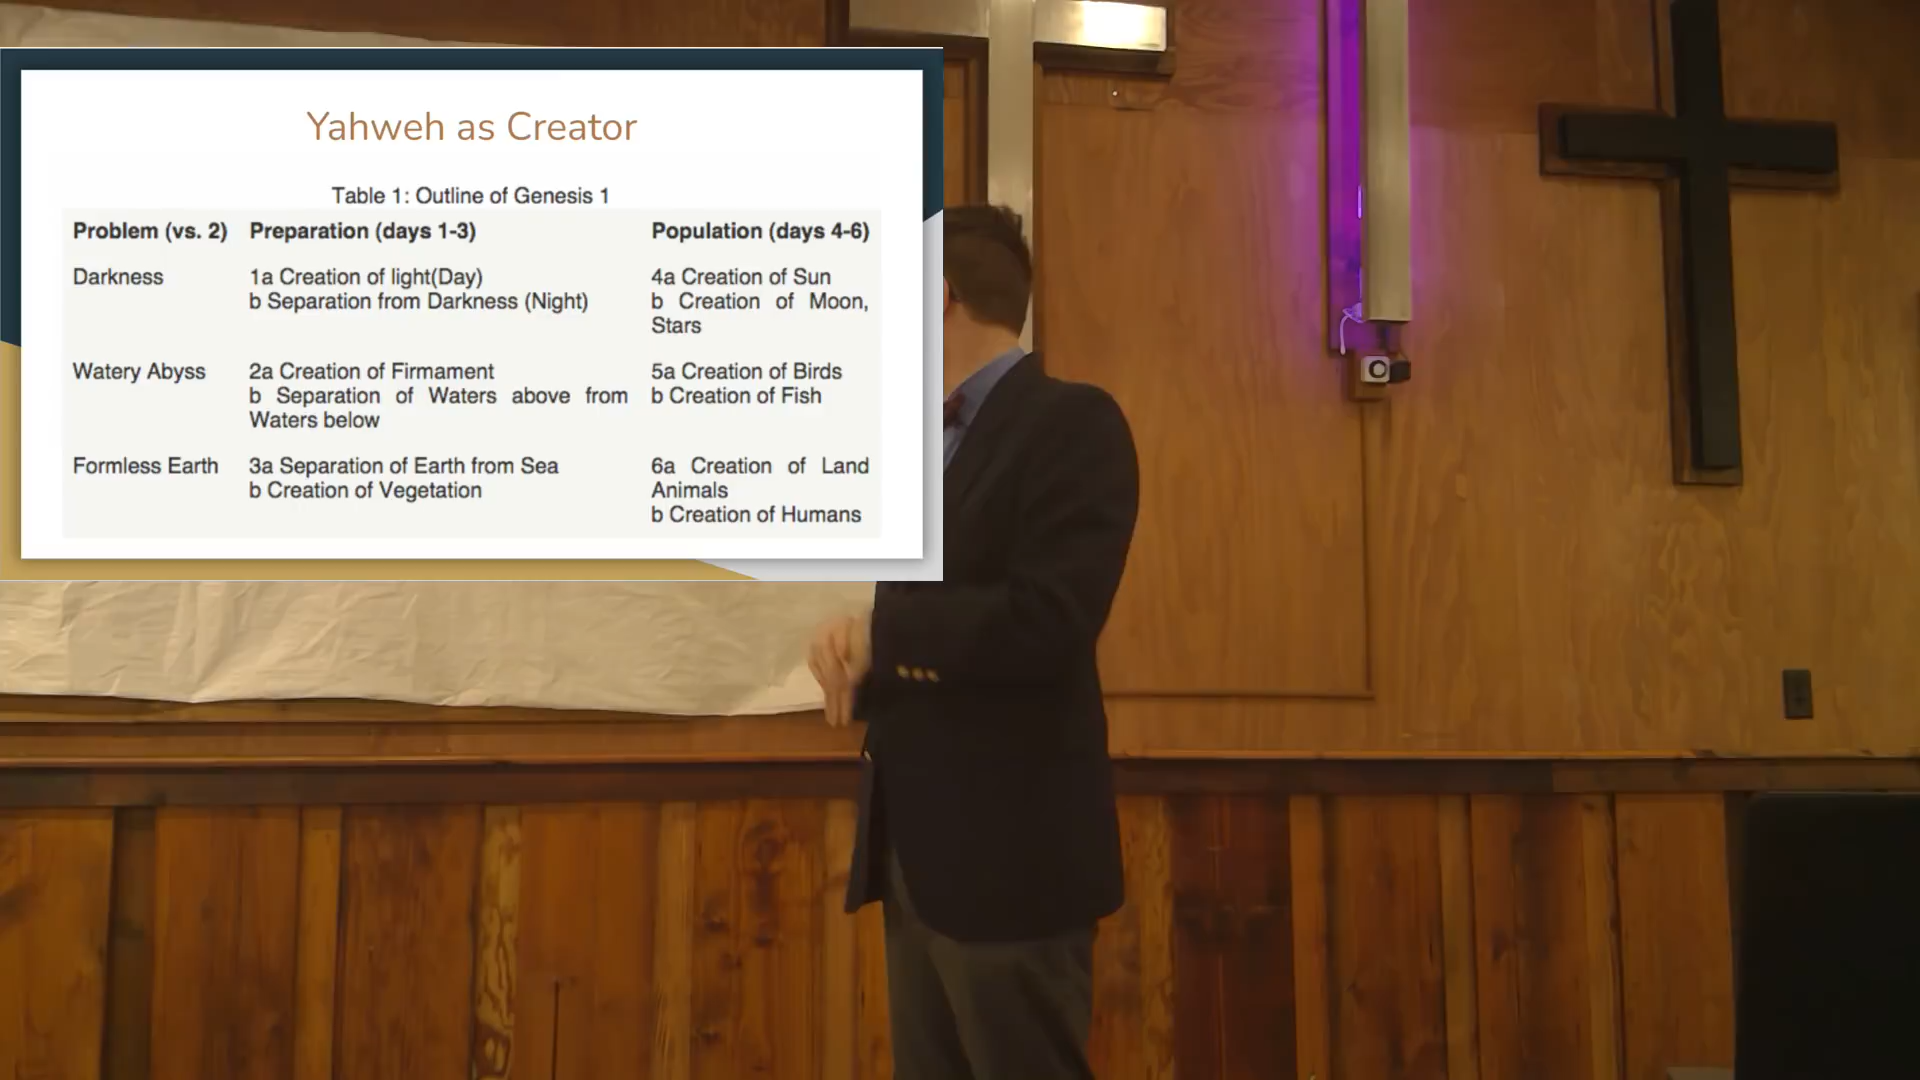 Yahweh as Creator
Table 1: Outline of Genesis 1
Problem (vs. 2) Preparation (days 1-3) Population (days 4-6)
Darkness 1a Creation of light(Day) 4a Creation of Sun
b Separation from Darkness (Night) b Creation of Moon,
Stars
Watery Abyss 2a Creation of Firmament 5a Creation of Birds
b Separation of Waters above from b Creation of Fish
Waters below
Formless Earth 3a Separation of Earth from Sea 6a Creation of Land
b Creation of Vegetation Animals
b Creation of Humans